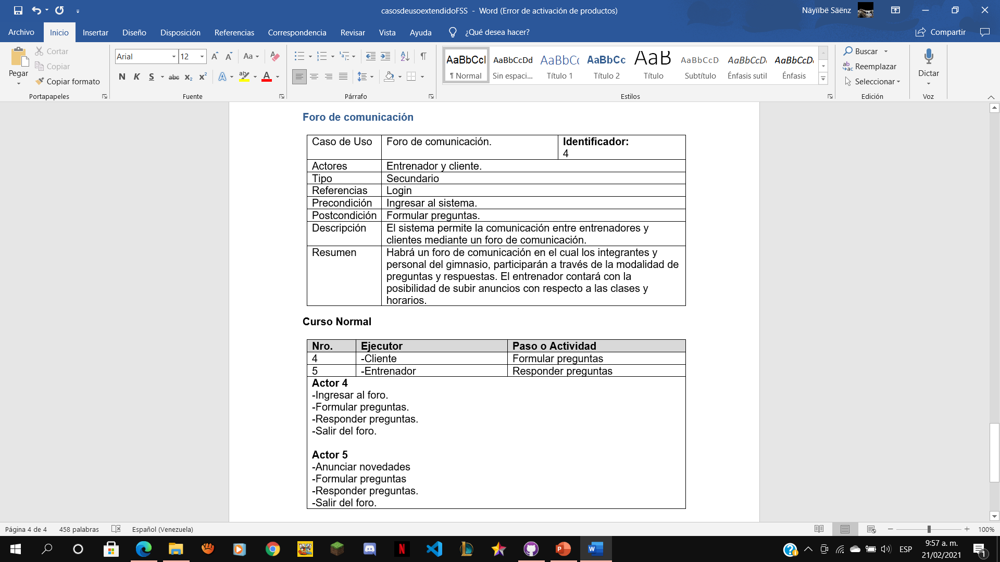 casosdeusoextendidoFSS - Word (Error de activación de productos)
Näyïïbë Säënz
Archivo Inicio Insertar Diseño Disposición Referencias Correspondencia Revisar Vista Ayuda ¿Qué desea hacer? Compartir
Pegar
Cortar
Copiar
Copiar formato
Portapapeles
Arial 12
Fuente
Párrafo
AaBbCcI AaBbCcDd AaBbCc AaBbCc AaB AaBbCcD AaBbCcDı AaBbCcDı
¶ Normal Sin espaci... Título 1 Título 2 Título Subtítulo Énfasis sutil Énfasis
Estilos
Buscar
Reemplazar
Seleccionar
Edición
Dictar
Voz
Foro de comunicación
Caso de Uso Foro de comunicación. Identificador:
4
Actores Entrenador y cliente.
Tipo Secundario
Referencias Login
Precondición Ingresar al sistema.
Postcondición Formular preguntas.
Descripción El sistema permite la comunicación entre entrenadores y
clientes mediante un foro de comunicación.
Resumen Habrá un foro de comunicación en el cual los integrantes y
personal del gimnasio, participarán a través de la modalidad de
preguntas y respuestas. El entrenador contará con la
posibilidad de subir anuncios con respecto a las clases y
horarios.
Curso Normal
Nro. Ejecutor Paso o Actividad
4 -Cliente Formular preguntas
5 -Entrenador Responder preguntas
Actor 4
-Ingresar al foro.
-Formular preguntas.
-Responder preguntas.
-Salir del foro.
Actor 5
-Anunciar novedades
-Formular preguntas
-Responder preguntas.
-Salir del foro.
Página 4 de 4 458 palabras Español (Venezuela) 100%
ESP
9:57 a. m.
21/02/2021
1